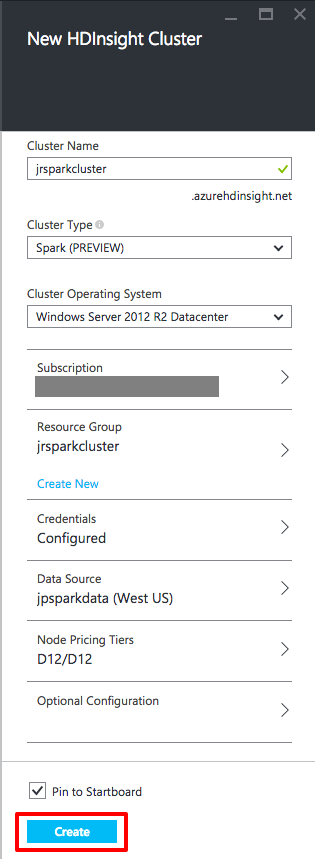 New HDInsight Cluster
Cluster Name
jrsparkcluster
.azurehdinsight.net
Cluster Type
Spark (PREVIEW)
Cluster Operating System
Windows Server 2012 R2 Datacenter
Subscription
Resource Group
jrsparkcluster
Create New
Credentials
Configured
Data Source
jpsparkdata (West US)
Node Pricing Tiers
D12/D12
Optional Configuration
Pin to Startboard
Create